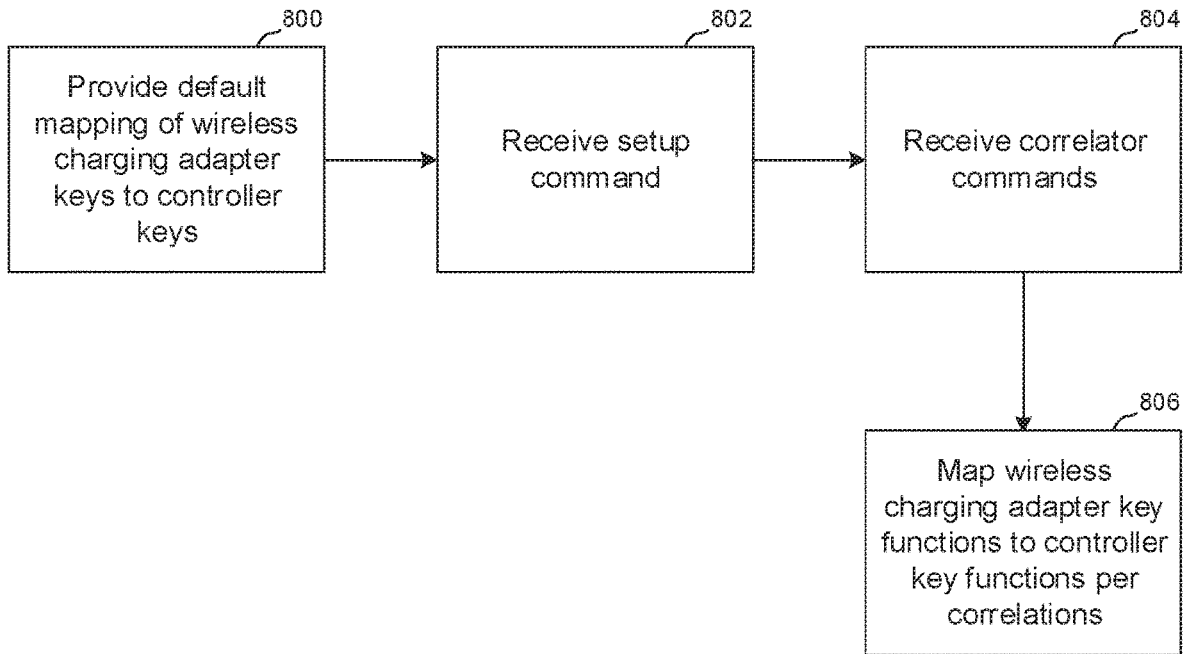 800
Provide default
mapping of wireless
charging adapter
keys to controller
keys
802
Receive setup
command
804
Receive correlator
commands
806
Map wireless
charging adapter key
functions to controller
key functions per
correlations